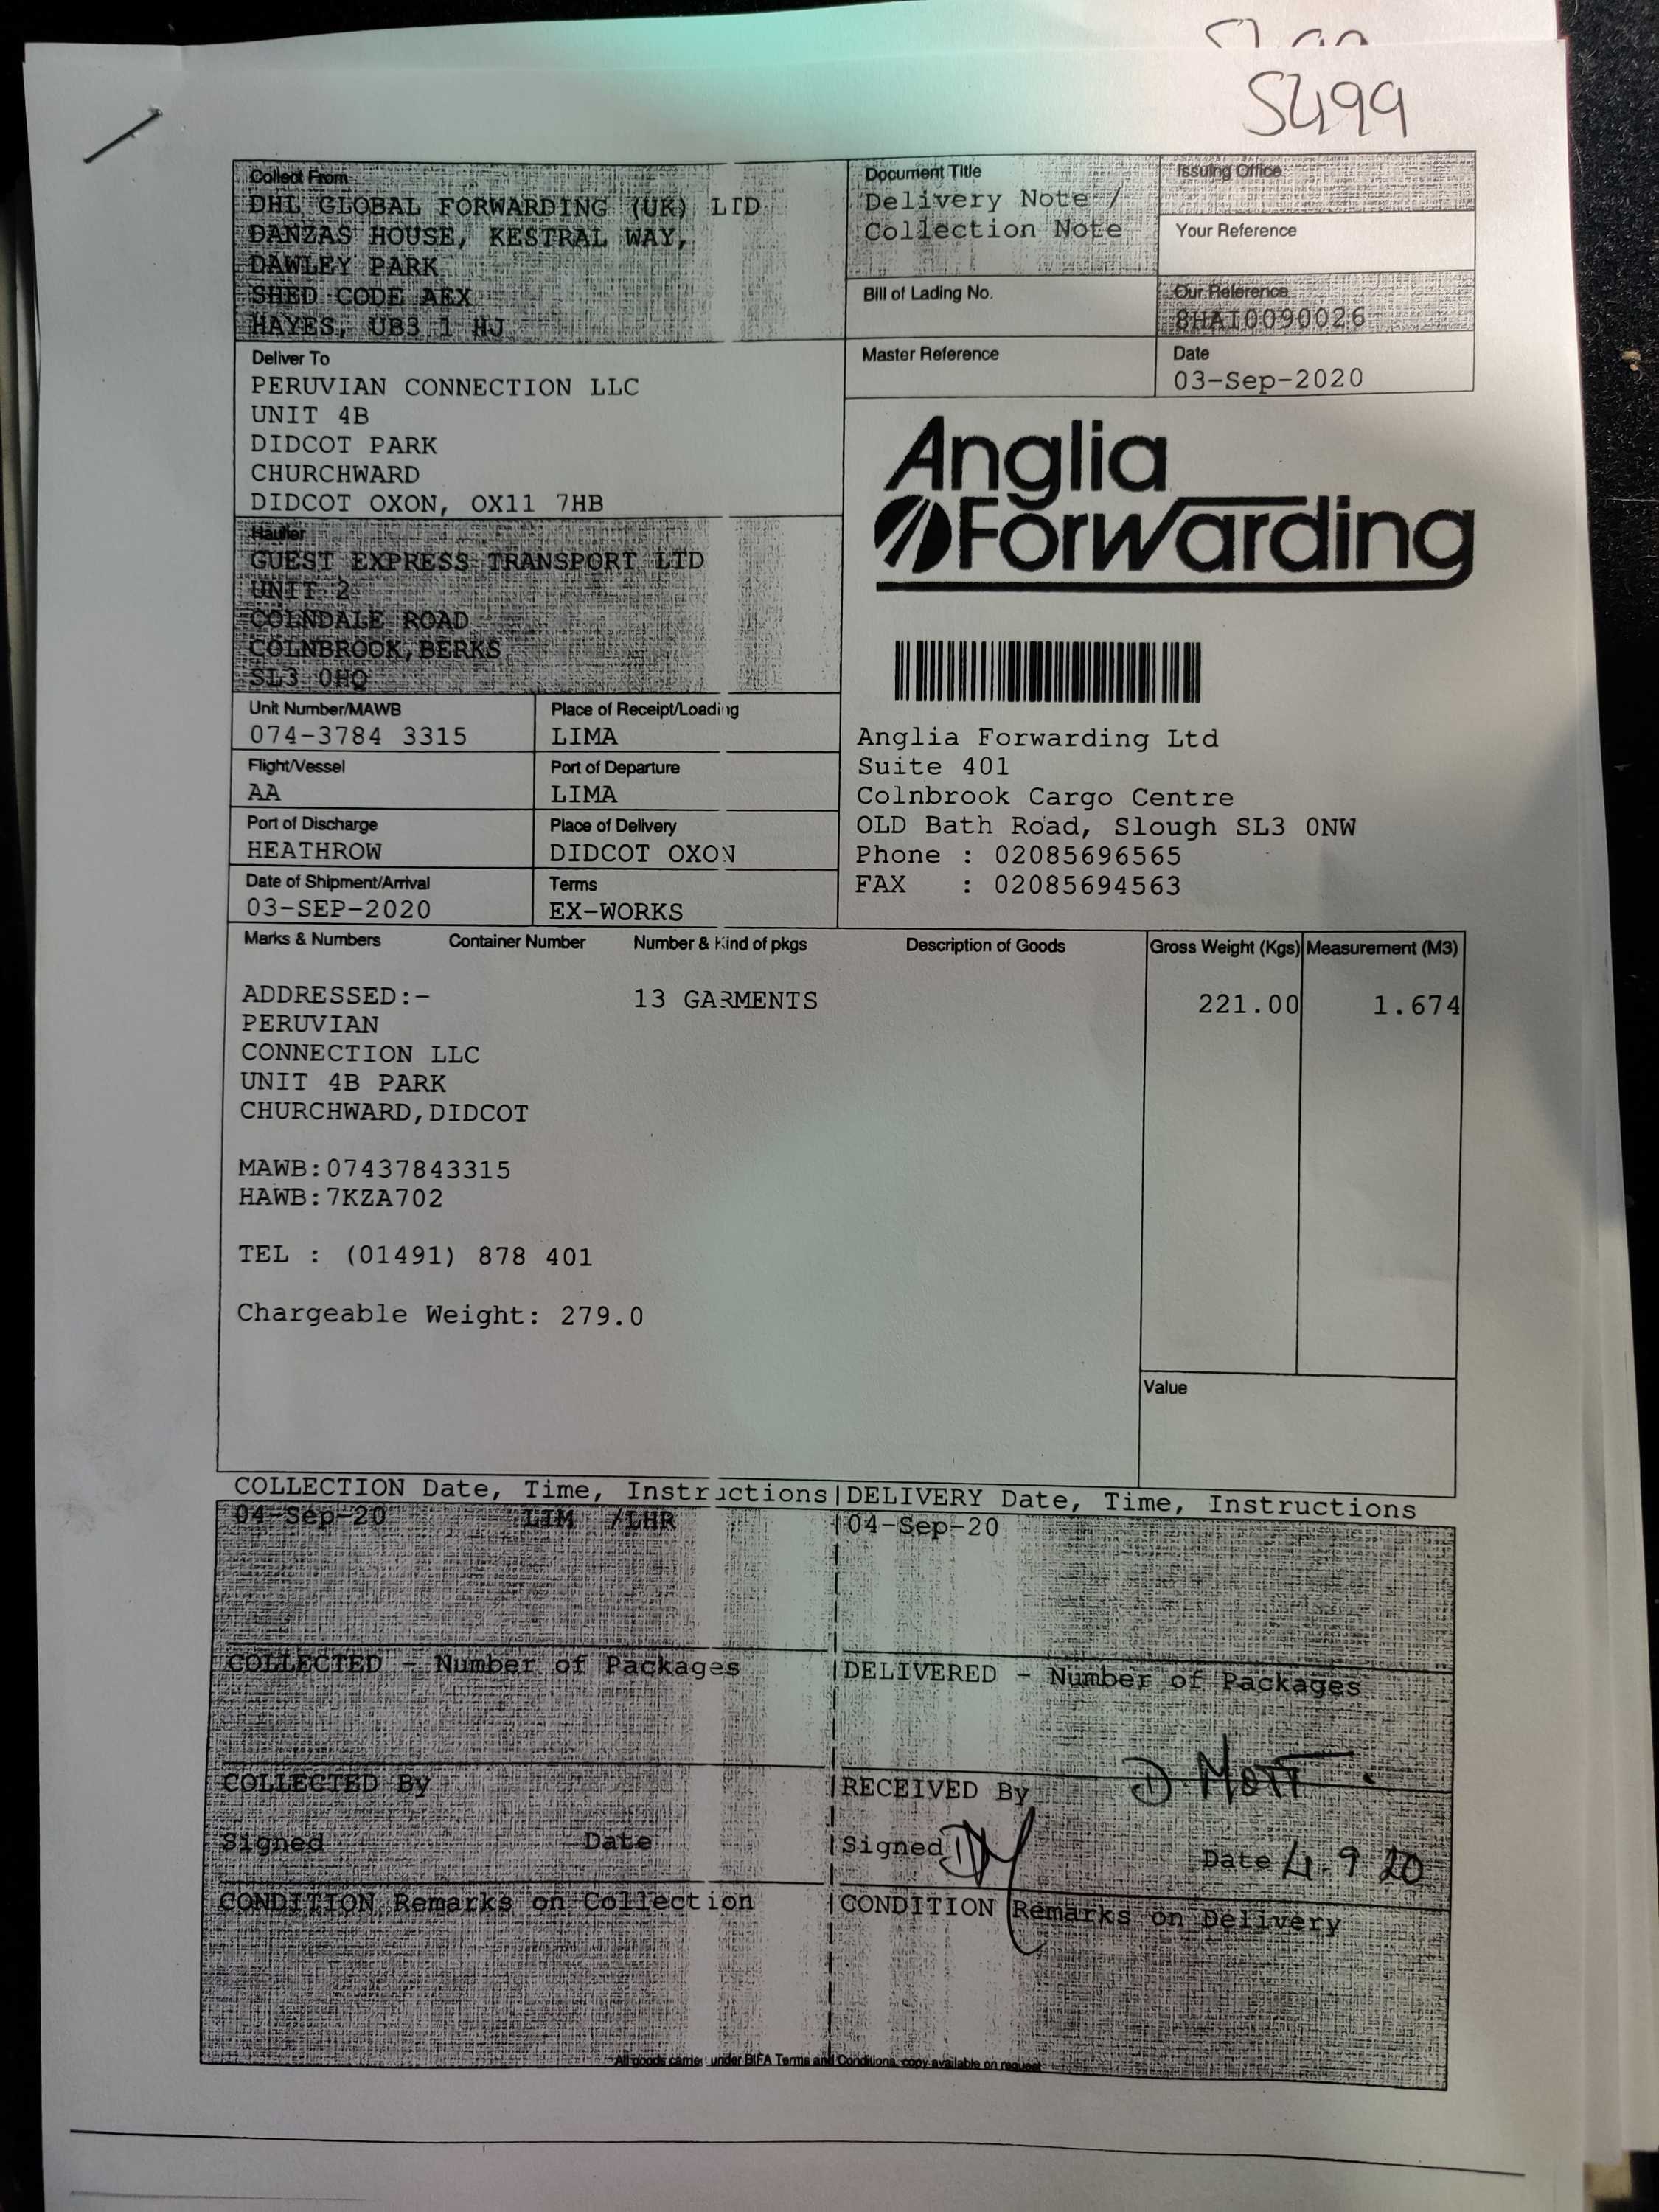 5499
Collect From
DHL GLOBAL FORWARDING (UK) LTD
DANZAS HOUSE, KESTRAL WAY,
DAWLEY PARK
SHED CODE AEX
HAYES, UB3 1 HJ
Document Title
Delivery Note /
Collection Note
Issuing Office
Your Reference
Bill of Lading No.
Our Reference
8HAI0090026
Master Reference
Date
03-Sep-2020
Deliver To
PERUVIAN CONNECTION LLC
UNIT 4B
DIDCOT PARK
CHURCHWARD
DIDCOT OXON, OX11 7HB
Anglia
Forwarding
Haulier
GUEST EXPRESS TRANSPORT LTD
UNIT 2
COLNDALE ROAD
COLNBROOK,BERKS
SL3 0HQ
Unit Number/MAWB
074-3784 3315
Place of Receipt/Loading
LIMA
Flight/Vessel
AA
Port of Departure
LIMA
Port of Discharge
HEATHROW
Place of Delivery
DIDCOT OXON
Date of Shipment/Arrival
03-SEP-2020
Terms
EX-WORKS
Anglia Forwarding Ltd
Suite 401
Colnbrook Cargo Centre
OLD Bath Road, Slough SL3 0NW
Phone : 02085696565
FAX : 02085694563
Marks & Numbers Container Number Number & Kind of pkgs Description of Goods Gross Weight (Kgs) Measurement (M3)
ADDRESSED:- 13 GARMENTS 221.00 1.674
PERUVIAN
CONNECTION LLC
UNIT 4B PARK
CHURCHWARD,DIDCOT
MAWB:07437843315
HAWB:7KZA702
TEL : (01491) 878 401
Chargeable Weight: 279.0
Value
COLLECTION Date, Time, Instructions|DELIVERY Date, Time, Instructions
04-Sep-20 LIM /LHR |04-Sep-20
COLLECTED - Number of Packages |DELIVERED - Number of Packages
D. MOTT.
COLLECTED By |RECEIVED By
Signed Date |Signed DM Date 4.9.20
CONDITION Remarks on Collection |CONDITION Remarks on Delivery
All goods carried under BIFA Terms and Conditions, copy available on request